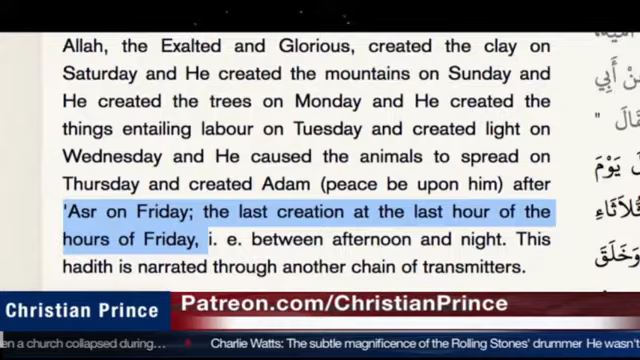 Allah, the Exalted and Glorious, created the clay on
Saturday and He created the mountains on Sunday and
He created the trees on Monday and He created the
things entailing labour on Tuesday and created light on
Wednesday and He caused the animals to spread on
Thursday and created Adam (peace be upon him) after
'Asr on Friday; the last creation at the last hour of the
hours of Friday, i. e. between afternoon and night. This
hadith is narrated through another chain of transmitters.
نْ أَبِي
قَالَ "
يَوْمَ
وَخَلَقَ
Christian Prince
Patreon.com/ChristianPrince
en a church collapsed during...
Charlie Watts: The subtle magnificence of the Rolling Stones' drummer He wasn't